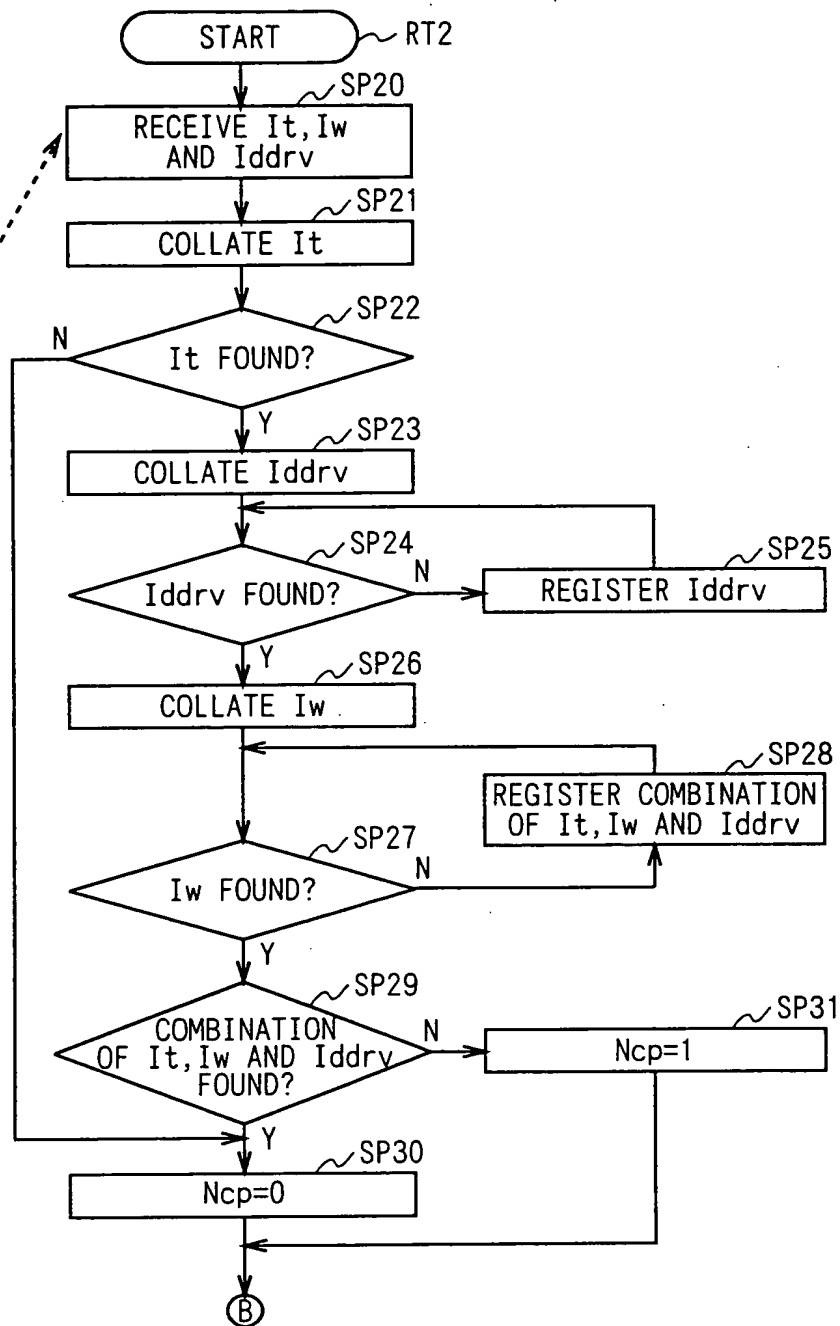 START
RT2
SP20
RECEIVE It,Iw
AND Iddrv
SP21
COLLATE It
SP22
N
It FOUND?
Y
SP23
COLLATE Iddrv
SP24
N
SP25
Iddrv FOUND?
REGISTER Iddrv
Y
SP26
COLLATE Iw
SP28
REGISTER COMBINATION
OF It,Iw AND Iddrv
SP27
Iw FOUND?
N
Y
SP29
COMBINATION
OF It,Iw AND Iddrv
FOUND?
N
SP31
Ncp=1
Y
SP30
Ncp=0
B